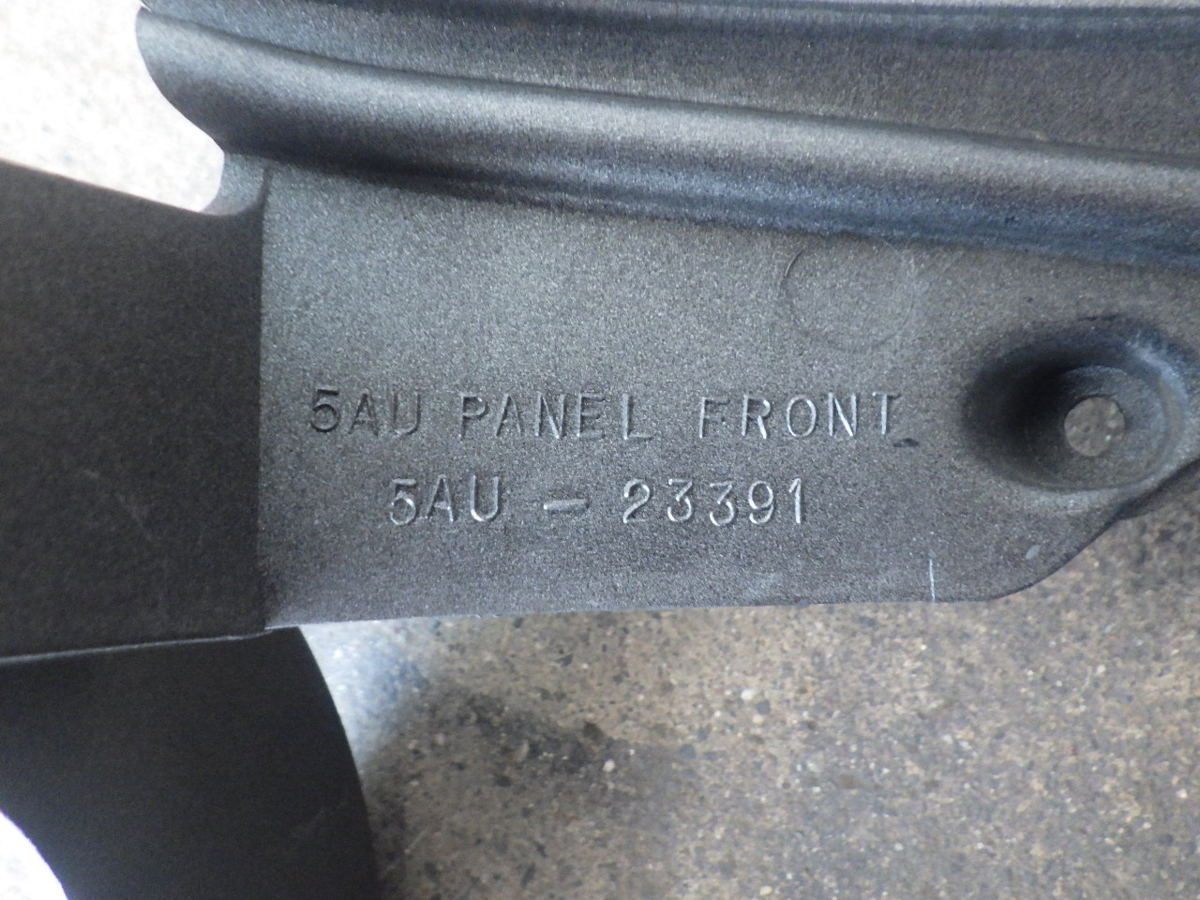 5AU PANEL FRONT
5AU - 23391